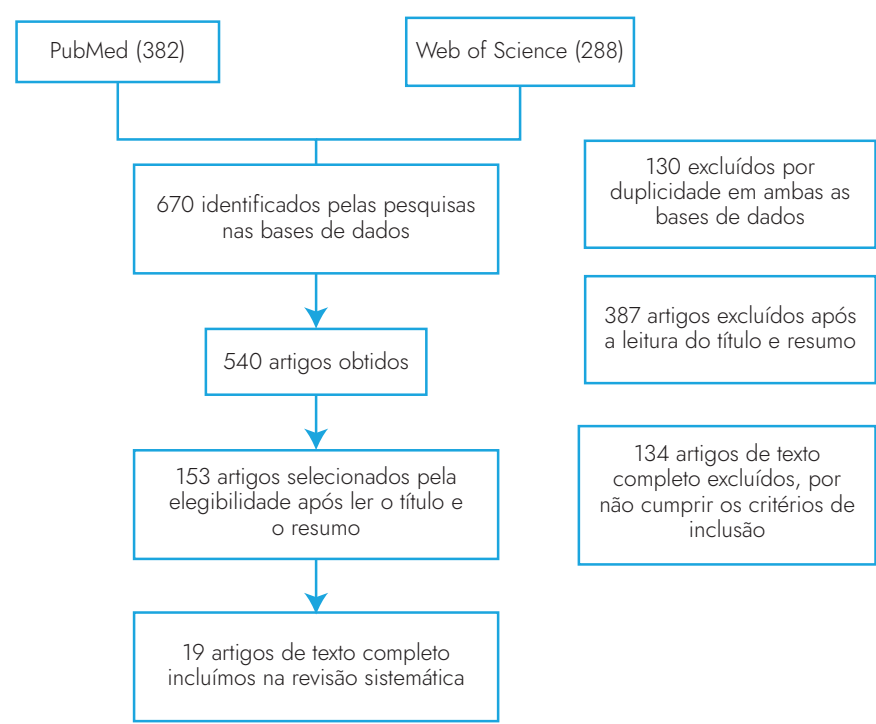 PubMed (382)
Web of Science (288)
670 identificados pelas pesquisas
nas bases de dados
130 excluídos por
duplicidade em ambas as
bases de dados
540 artigos obtidos
387 artigos excluídos após
a leitura do título e resumo
153 artigos selecionados pela
elegibilidade após ler o título e
o resumo
134 artigos de texto
completo excluídos, por
não cumprir os critérios de
inclusão
19 artigos de texto completo
incluímos na revisão sistemática